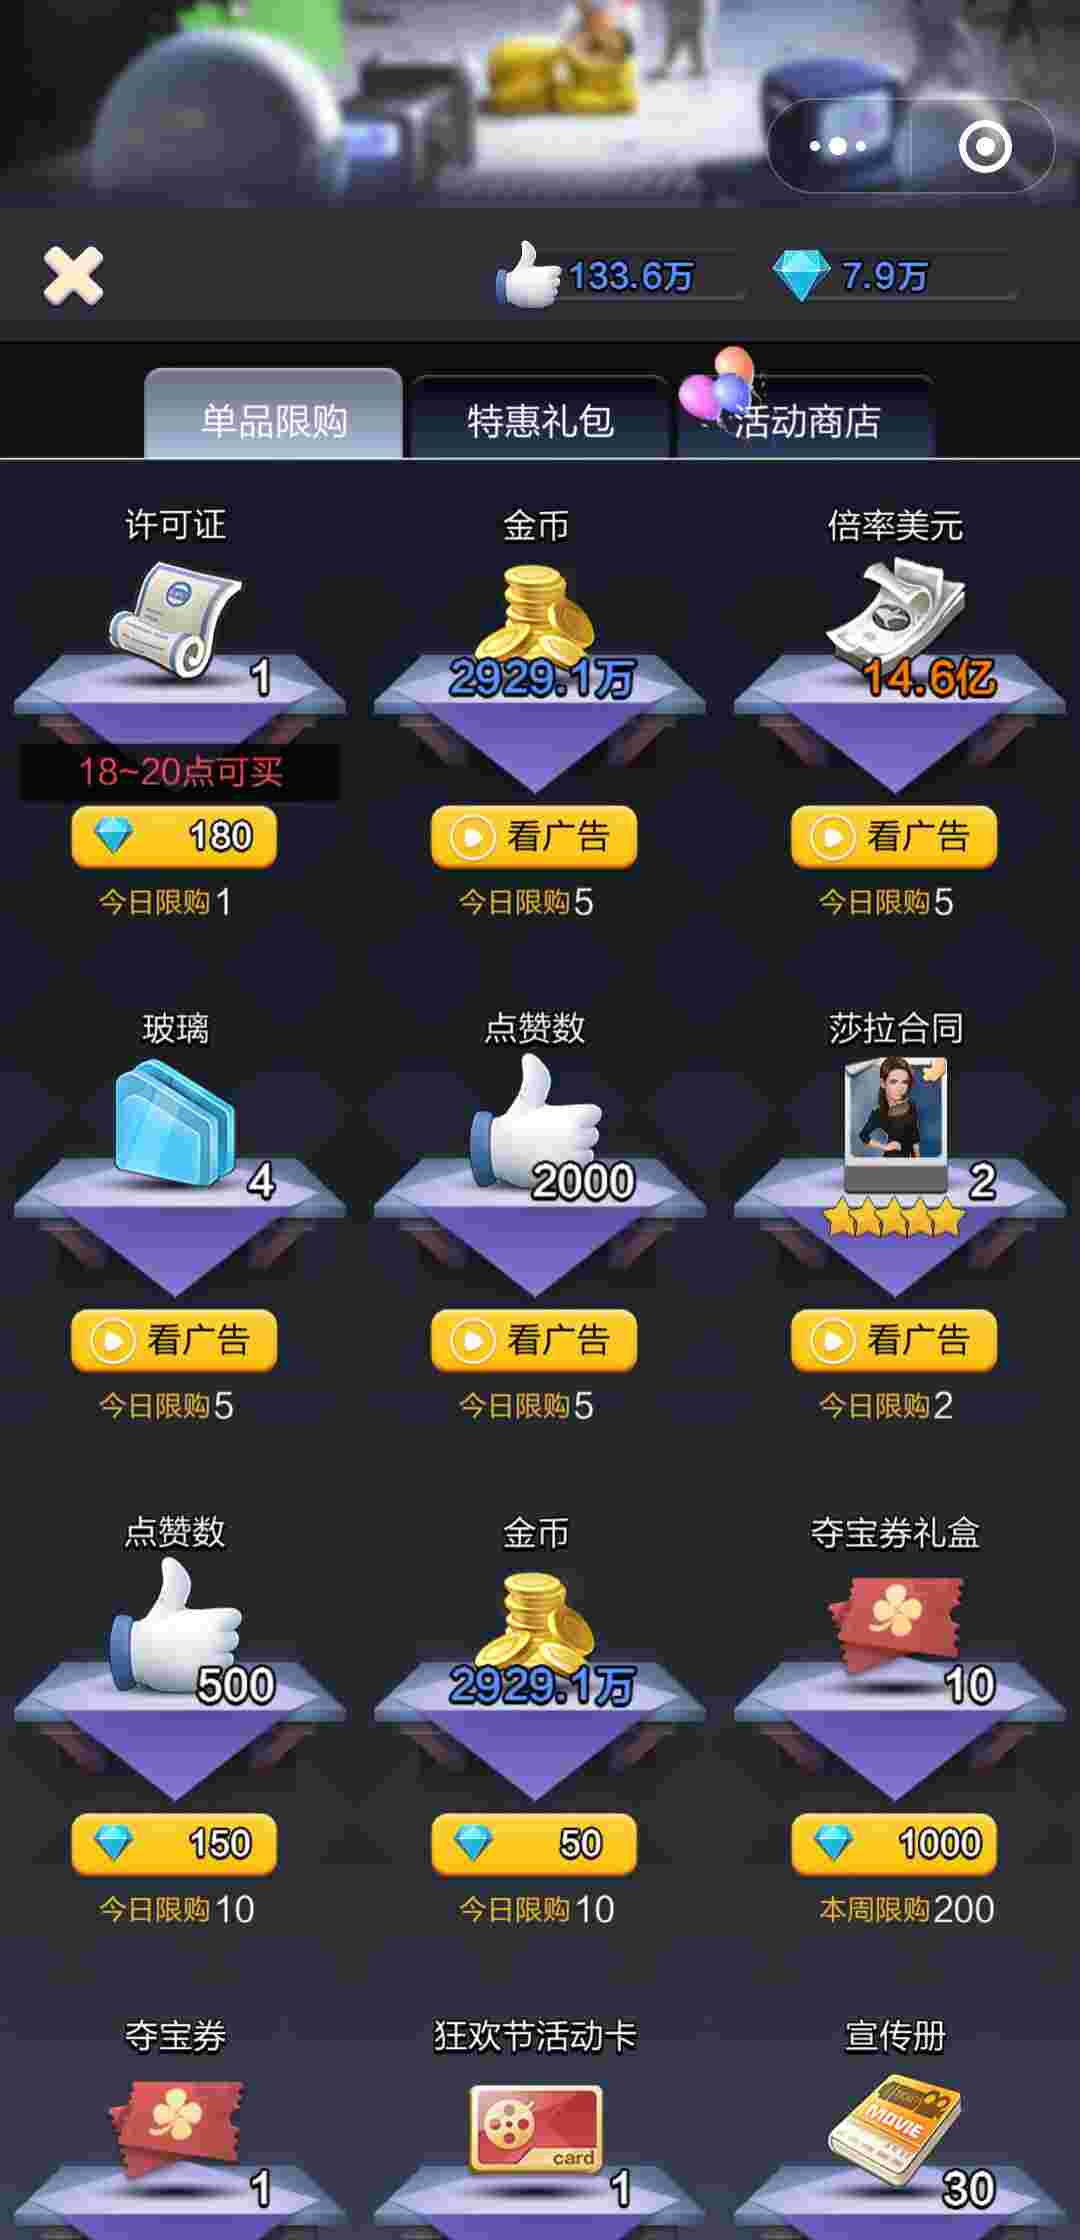 133.6万
7.9万
单品限购
特惠礼包
活动商店
许可证
金币
倍率美元
1
2929.1万
14.6亿
18~20点可买
180
看广告
看广告
今日限购1
今日限购5
今日限购5
玻璃
点赞数
莎拉合同
4
2000
2
看广告
看广告
看广告
今日限购5
今日限购5
今日限购2
点赞数
金币
夺宝券礼盒
500
2929.1万
10
150
50
1000
今日限购10
今日限购10
本周限购200
夺宝券
狂欢节活动卡
宣传册
TICKET
MOVIE
card
1
1
30